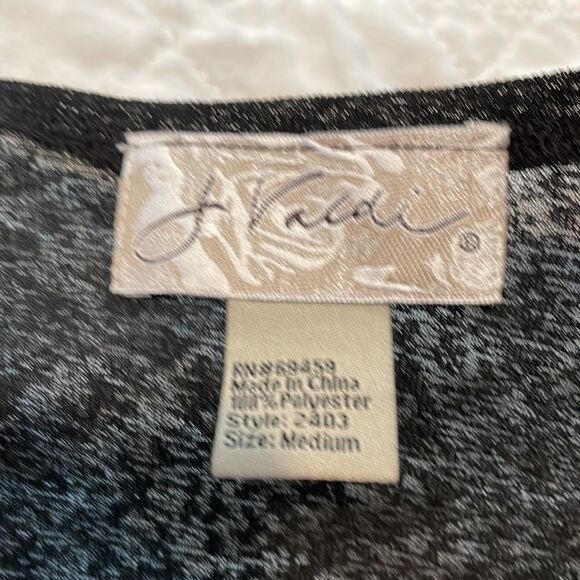 J Valdi ®
RN#69459
Made In China
100% Polyester
Style: 2403
Size: Medium